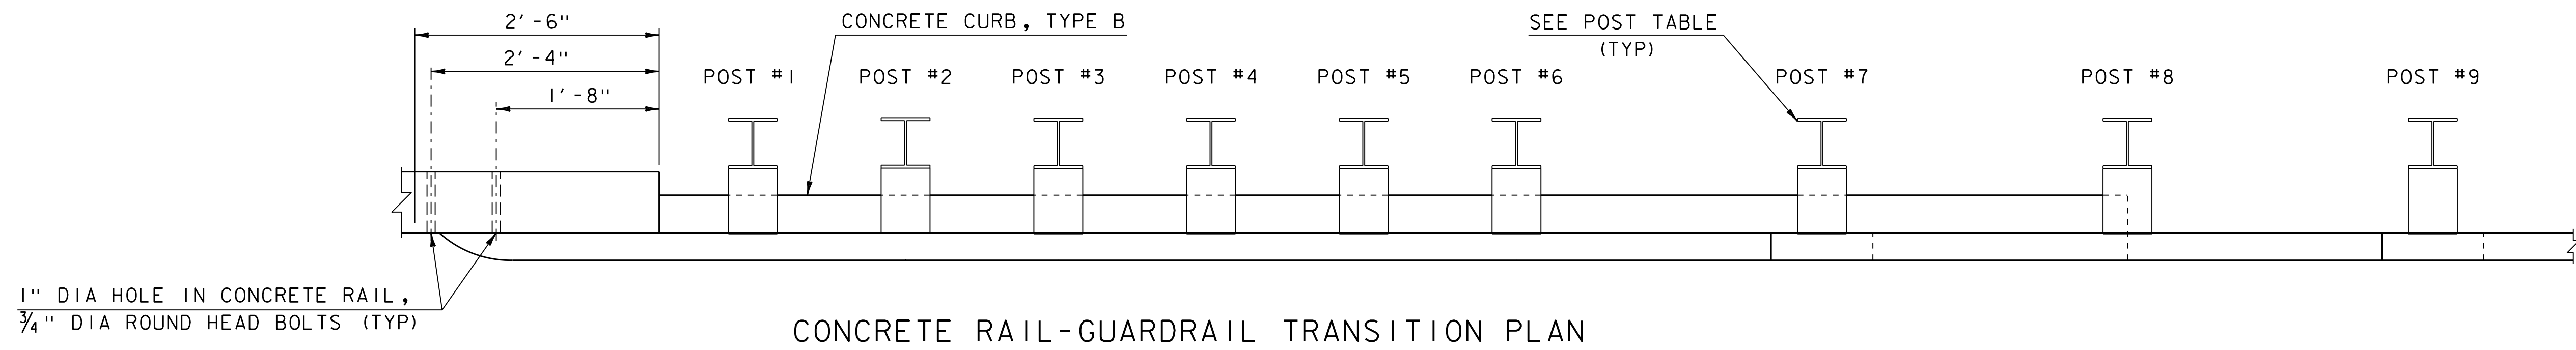 2'-6"
CONCRETE CURB, TYPE B
SEE POST TABLE
(TYP)
2'-4"
1'-8"
POST #1
POST #2
POST #3
POST #4
POST #5
POST #6
POST #7
POST #8
POST #9
1" DIA HOLE IN CONCRETE RAIL,
3/4" DIA ROUND HEAD BOLTS (TYP)
CONCRETE RAIL-GUARDRAIL TRANSITION PLAN